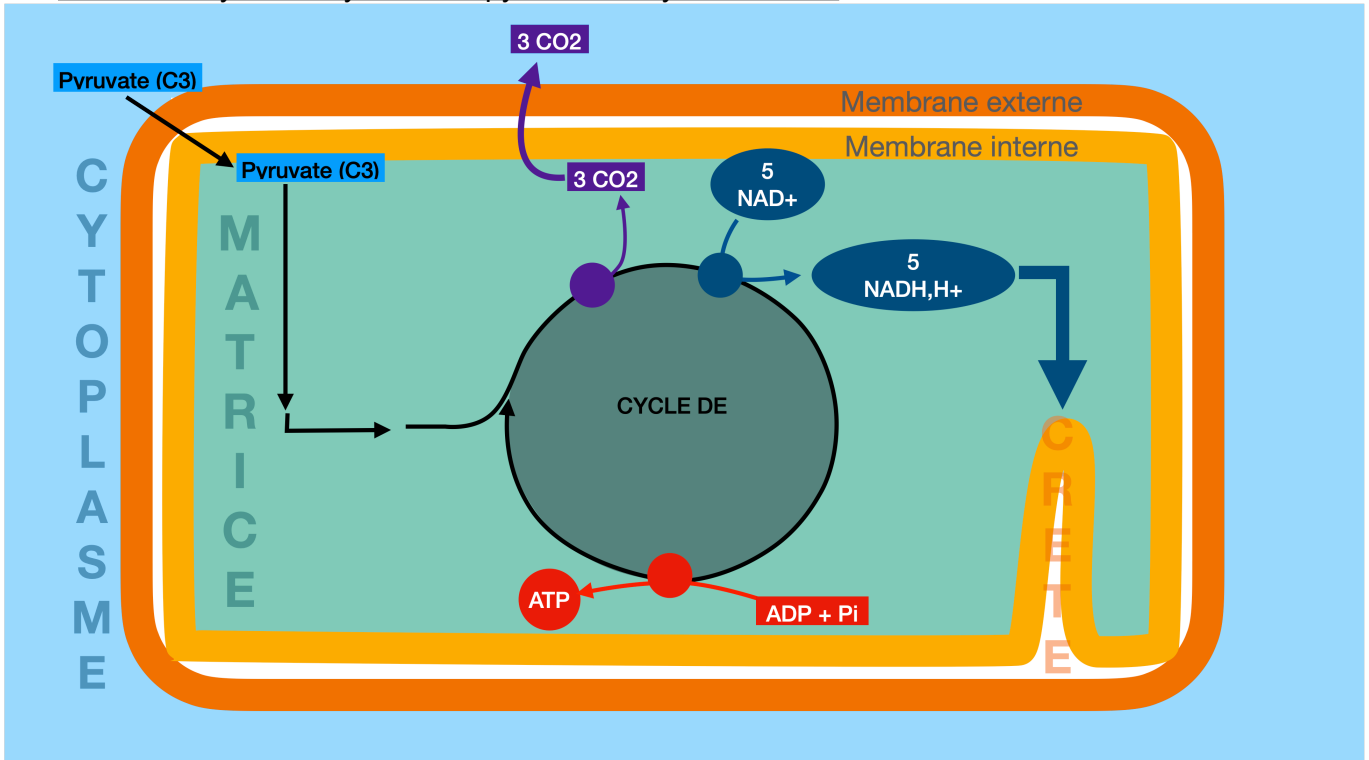 3 CO2
Pyruvate (C3)
Membrane externe
Membrane interne
Pyruvate (C3)
3 CO2
5
NAD+
CYTOPLASME
MATRICE
5
NADH,H+
CYCLE DE
CRETE
ATP
ADP + Pi